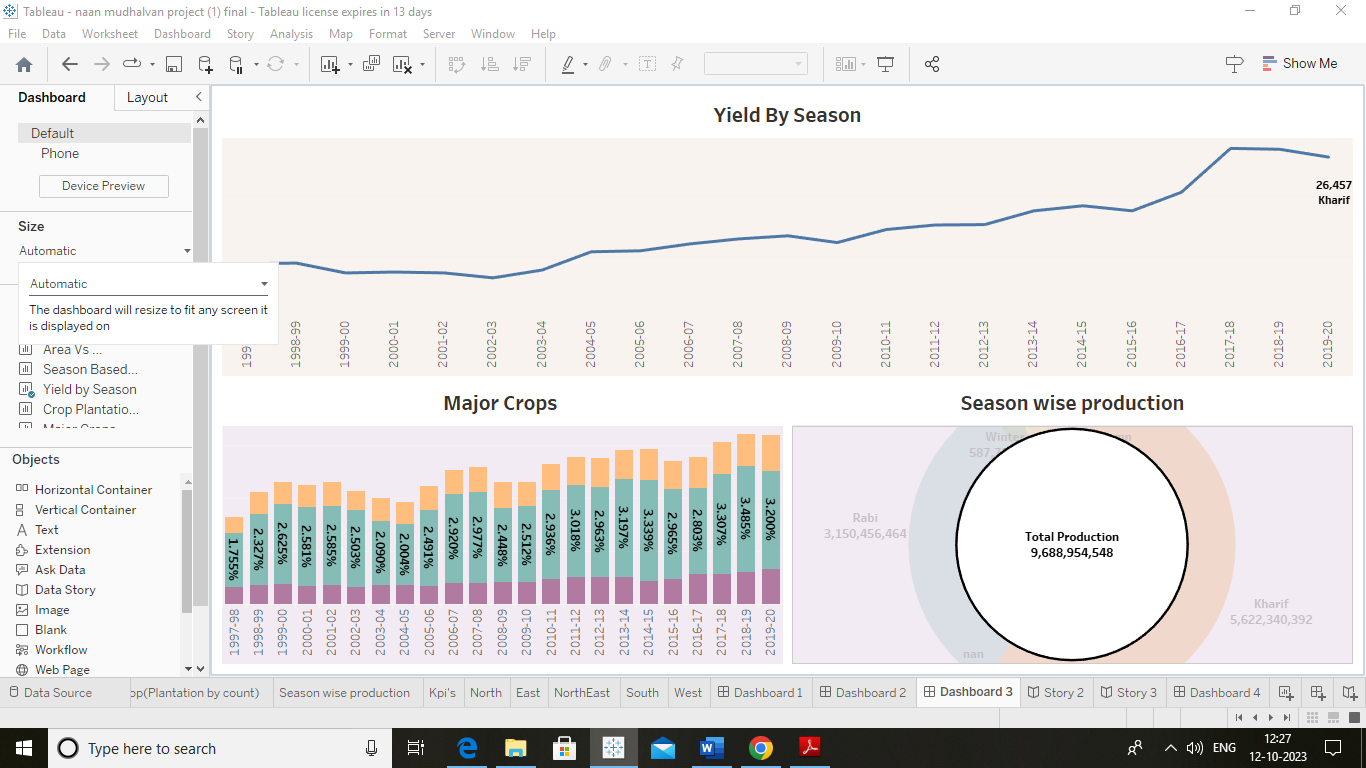 Tableau - naan mudhalvan project (1) final - Tableau license expires in 13 days
File Data Worksheet Dashboard Story Analysis Map Format Server Window Help
Show Me
Dashboard Layout
Default
Phone
Device Preview
Size
Automatic
Automatic
The dashboard will resize to fit any screen it
is displayed on
Area Vs ...
Season Based...
Yield by Season
Crop Plantatio...
Major Crops
Objects
Horizontal Container
Vertical Container
Text
Extension
Ask Data
Data Story
Image
Blank
Workflow
Web Page
Yield By Season
26,457
Kharif
199
1998-99
1999-00
2000-01
2001-02
2002-03
2003-04
2004-05
2005-06
2006-07
2007-08
2008-09
2009-10
2010-11
2011-12
2012-13
2013-14
2014-15
2015-16
2016-17
2017-18
2018-19
2019-20
Major Crops
1.755%
2.327%
2.625%
2.581%
2.585%
2.503%
2.090%
2.004%
2.491%
2.920%
2.977%
2.448%
2.512%
2.936%
3.018%
2.963%
3.197%
3.339%
2.965%
2.803%
3.307%
3.485%
3.200%
1997-98
1998-99
1999-00
2000-01
2001-02
2002-03
2003-04
2004-05
2005-06
2006-07
2007-08
2008-09
2009-10
2010-11
2011-12
2012-13
2013-14
2014-15
2015-16
2016-17
2017-18
2018-19
2019-20
Season wise production
Winter
587,
Rabi
3,150,456,464
Total Production
9,688,954,548
Kharif
5,622,340,392
nan
Data Source op(Plantation by count) Season wise production Kpi's North East NorthEast South West Dashboard 1 Dashboard 2 Dashboard 3 Story 2 Story 3 Dashboard 4
Type here to search
ENG
12:27
12-10-2023